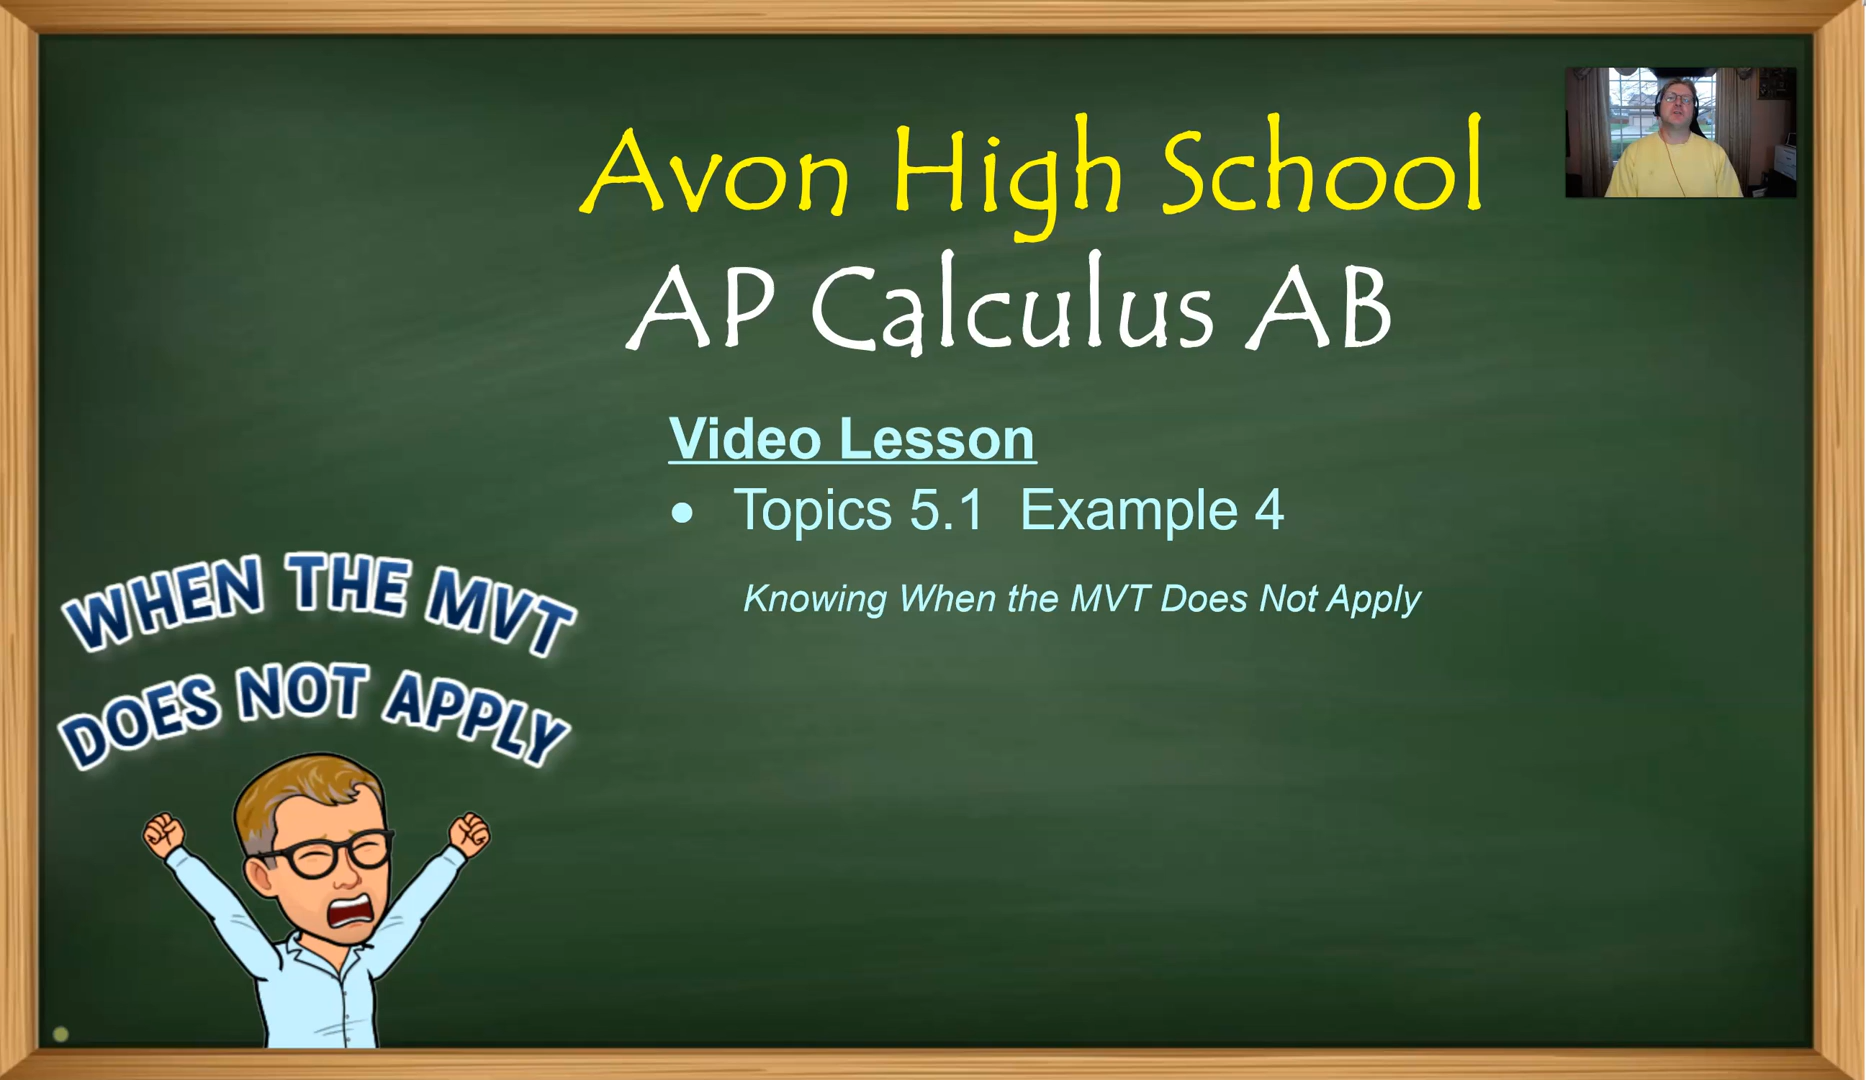 Avon High School
AP Calculus AB
Video Lesson
• Topics 5.1 Example 4
Knowing When the MVT Does Not Apply
WHEN THE MVT
DOES NOT APPLY